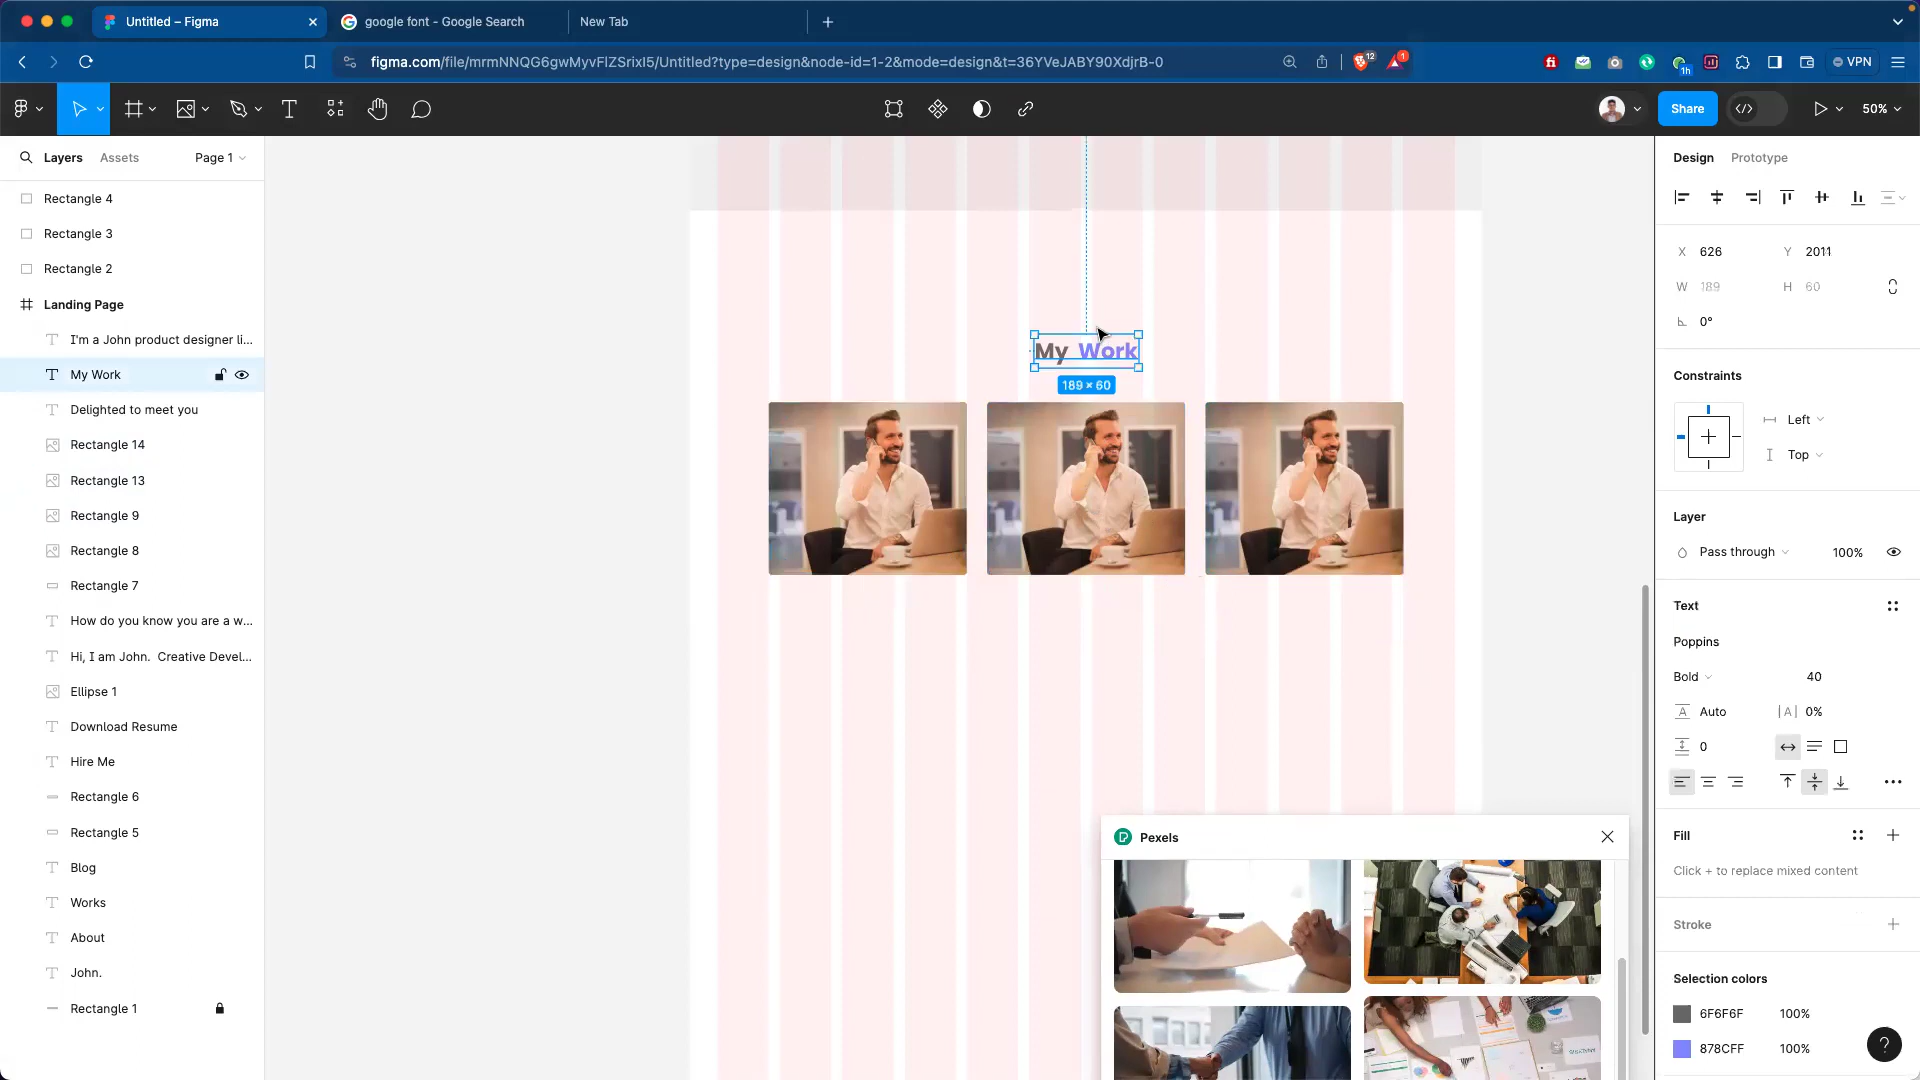 Untitled – Figma
google font - Google Search
New Tab
figma.com/file/mrmNNQG6gwMyvFlZSrixI5/Untitled?type=design&node-id=1-2&mode=design&t=36YVeJABY90XdjrB-0
12
1
1h
VPN
Share
50%
Layers
Assets
Page 1
Rectangle 4
Rectangle 3
Rectangle 2
Landing Page
I'm a John product designer li...
My Work
Delighted to meet you
Rectangle 14
Rectangle 13
Rectangle 9
Rectangle 8
Rectangle 7
How do you know you are a w...
Hi, I am John. Creative Devel...
Ellipse 1
Download Resume
Hire Me
Rectangle 6
Rectangle 5
Blog
Works
About
John.
Rectangle 1
My Work
189 × 60
Pexels
Design
Prototype
X 626
Y 2011
W 189
H 60
0°
Constraints
Left
Top
Layer
Pass through
100%
Text
Poppins
Bold
40
Auto
0%
0
Fill
Click + to replace mixed content
Stroke
Selection colors
6F6F6F 100%
878CFF 100%
?